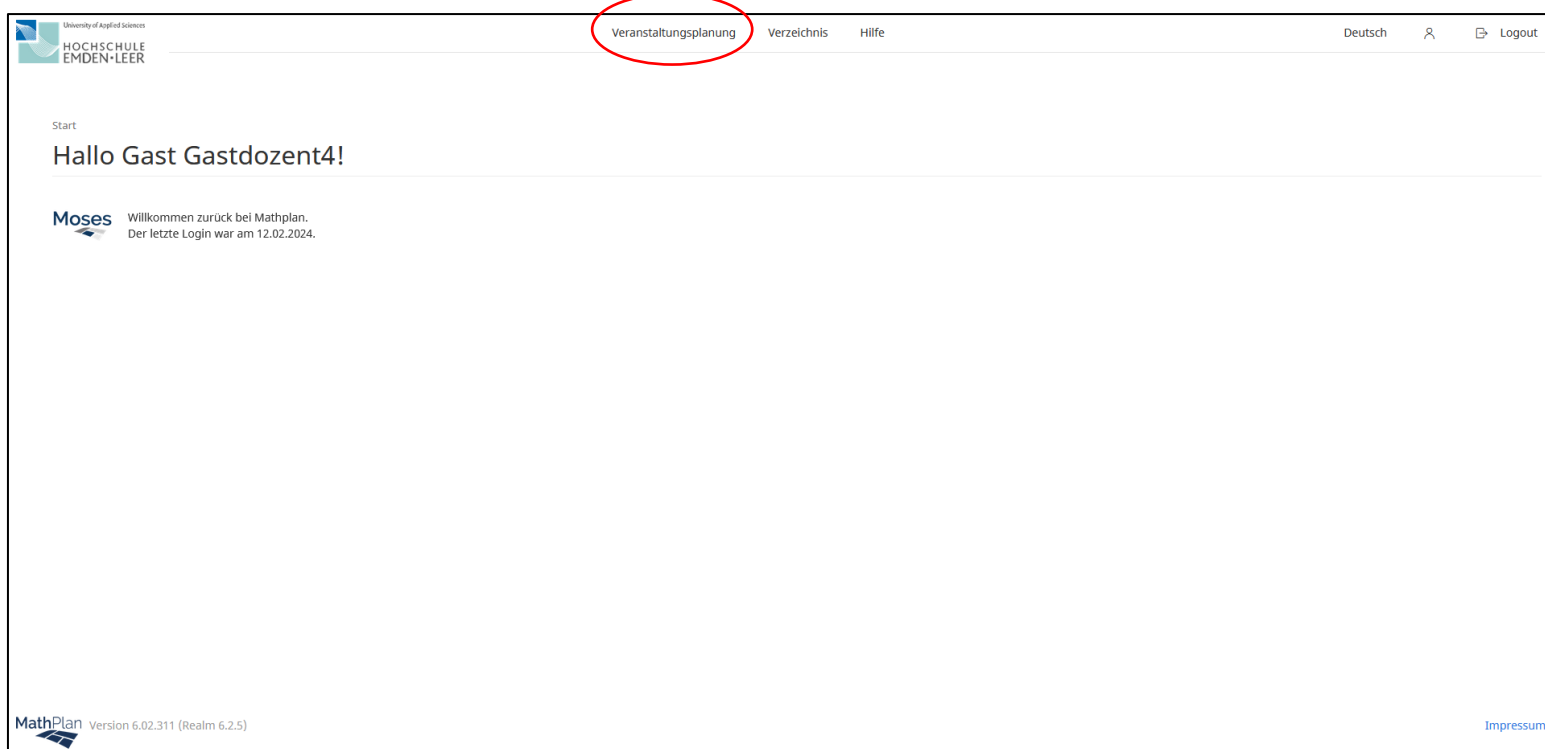 University of Applied Sciences
HOCHSCHULE
EMDEN•LEER
Veranstaltungsplanung Verzeichnis Hilfe Deutsch Logout
Start
Hallo Gast Gastdozent4!
Moses
Willkommen zurück bei Mathplan.
Der letzte Login war am 12.02.2024.
MathPlan Version 6.02.311 (Realm 6.2.5) Impressum